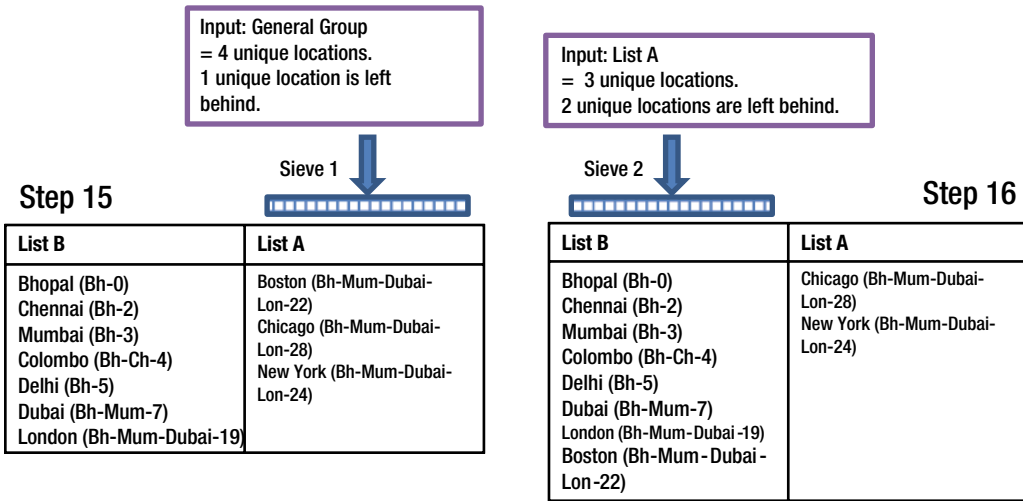 Input: General Group
= 4 unique locations.
1 unique location is left
behind.
Input: List A
= 3 unique locations.
2 unique locations are left behind.
Sieve 1
Sieve 2
Step 15
Step 16
List B
List A
Bhopal (Bh-0)
Chennai (Bh-2)
Mumbai (Bh-3)
Colombo (Bh-Ch-4)
Delhi (Bh-5)
Dubai (Bh-Mum-7)
London (Bh-Mum-Dubai-19)
Boston (Bh-Mum-Dubai-
Lon-22)
Chicago (Bh-Mum-Dubai-
Lon-28)
New York (Bh-Mum-Dubai-
Lon-24)
List B
List A
Bhopal (Bh-0)
Chennai (Bh-2)
Mumbai (Bh-3)
Colombo (Bh-Ch-4)
Delhi (Bh-5)
Dubai (Bh-Mum-7)
London (Bh-Mum-Dubai-19)
Boston (Bh-Mum-Dubai-
Lon-22)
Chicago (Bh-Mum-Dubai-
Lon-28)
New York (Bh-Mum-Dubai-
Lon-24)